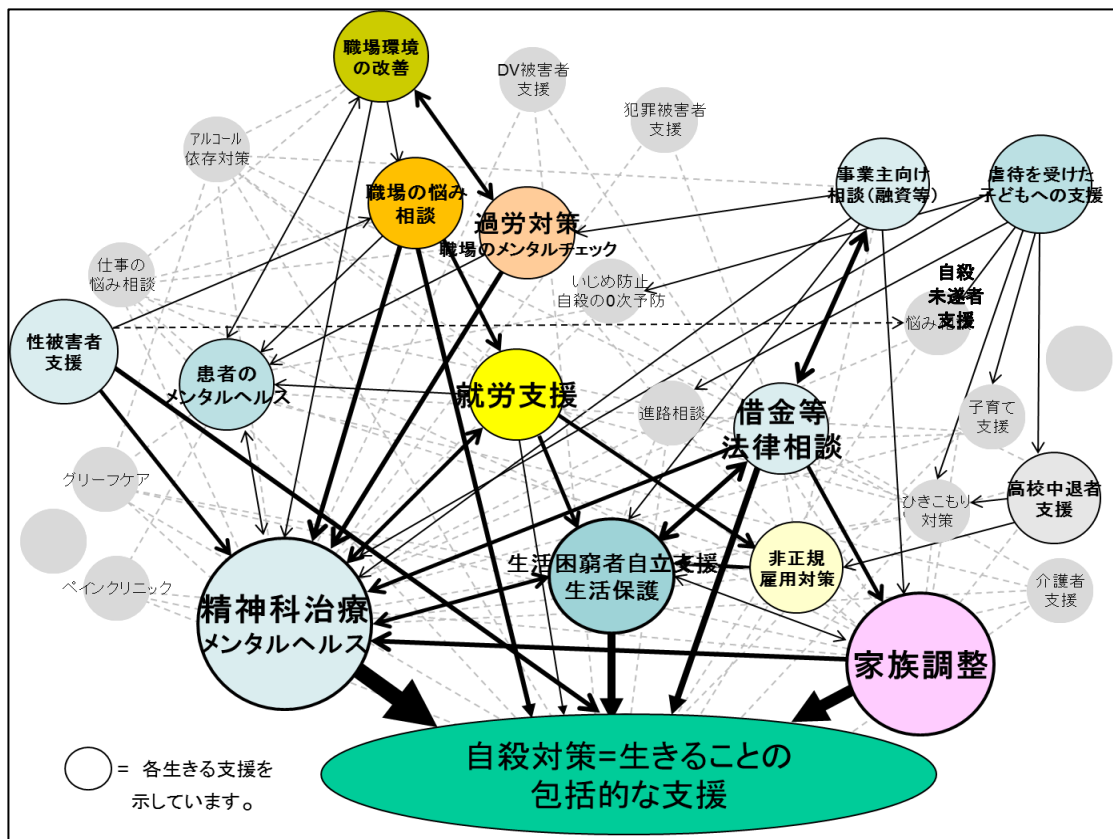 職場環境
の改善
DV被害者
支援
犯罪被害者
支援
アルコール
依存対策
職場の悩み
相談
過労対策
職場のメンタルチェック
事業主向け
相談(融資等)
虐待を受けた
子どもへの支援
仕事の
悩み相談
いじめ防止
自殺の0次予防
自殺
未遂者
支援
悩み
性被害者
支援
患者の
メンタルヘルス
就労支援
進路相談
借金等
法律相談
子育て
支援
グリーフケア
ひきこもり
対策
高校中退者
支援
生活困窮者自立支援
生活保護
非正規
雇用対策
ペインクリニック
介護者
支援
精神科治療
メンタルヘルス
家族調整
自殺対策=生きることの
包括的な支援
= 各生きる支援を
示しています。